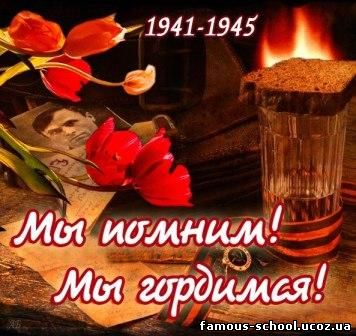 1941-1945
Мы помним!
Мы гордимся!
famous-school.ucoz.ua